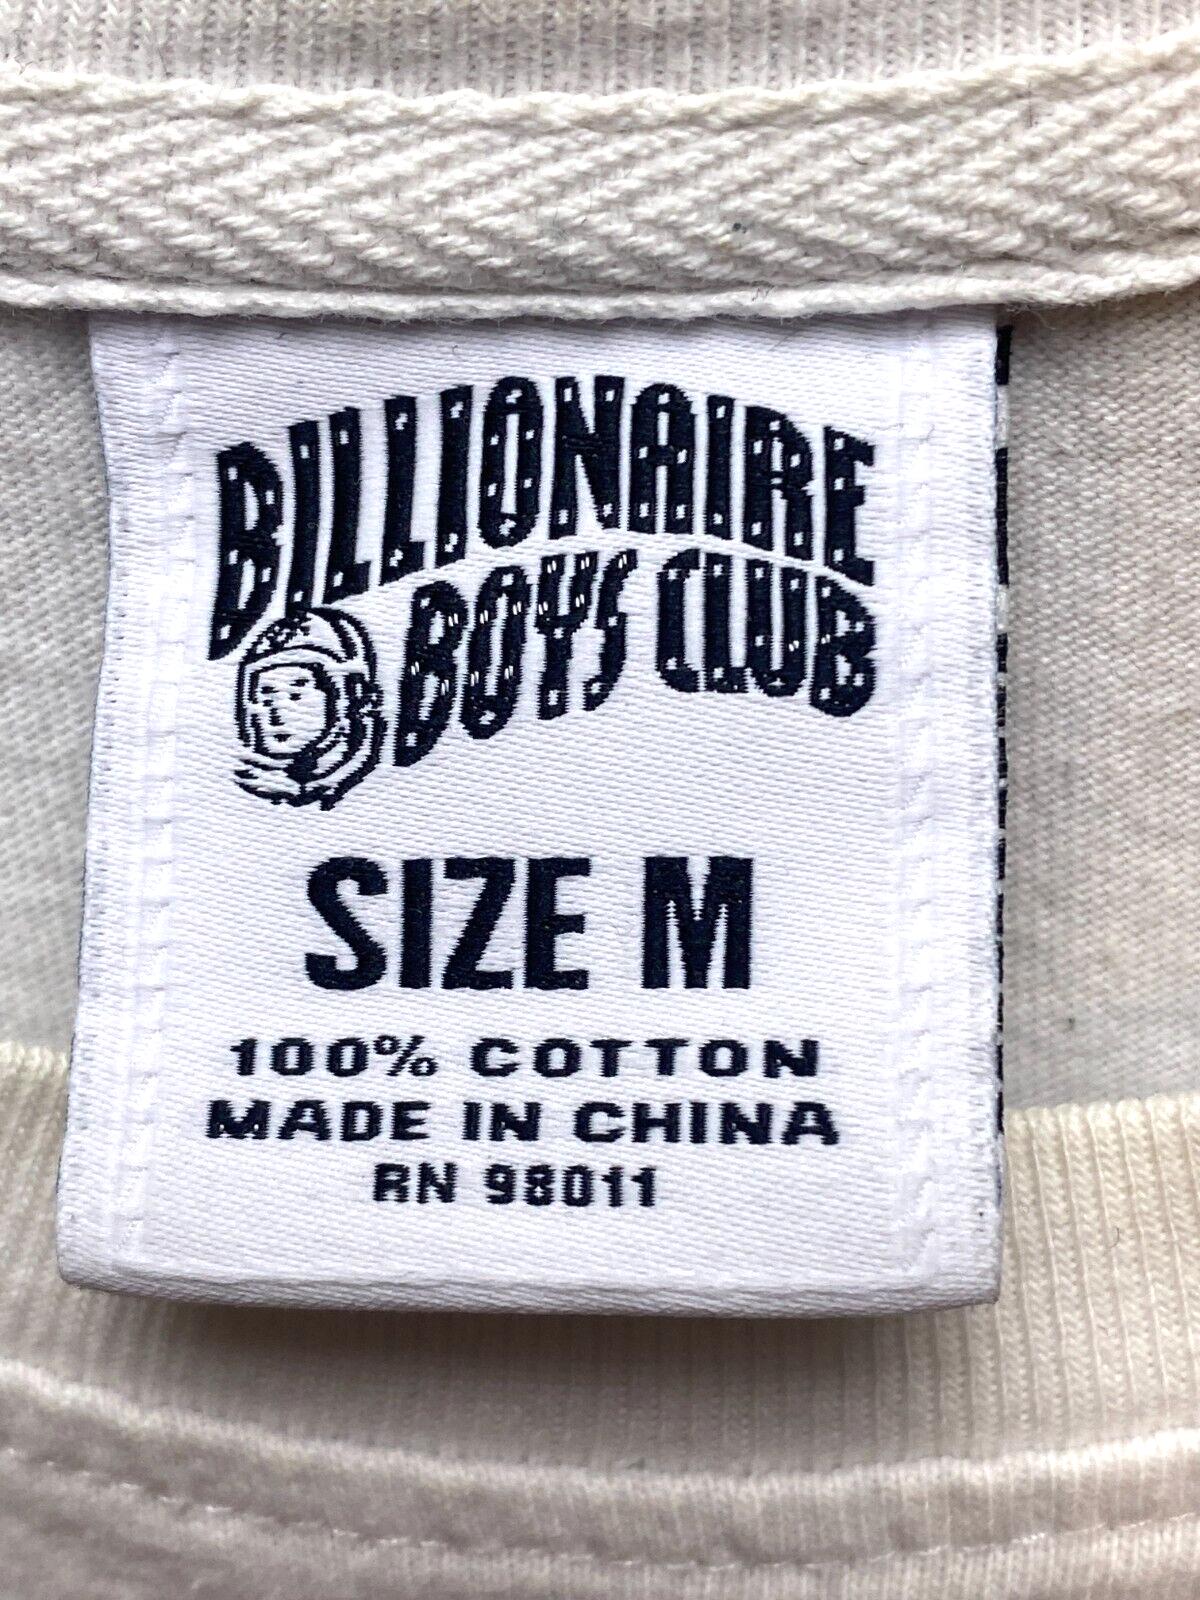 BILLIONAIRE
BOYS CLUB
SIZE M
100% COTTON
MADE IN CHINA
RN 98011